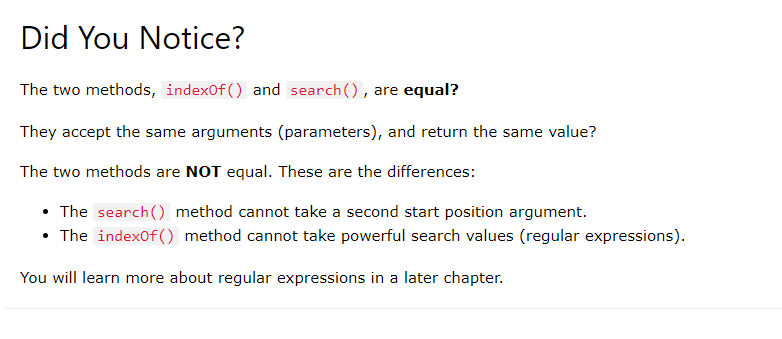 Did You Notice?
The two methods, indexOf() and search(), are equal?
They accept the same arguments (parameters), and return the same value?
The two methods are NOT equal. These are the differences:
• The search() method cannot take a second start position argument.
• The indexOf() method cannot take powerful search values (regular expressions).
You will learn more about regular expressions in a later chapter.